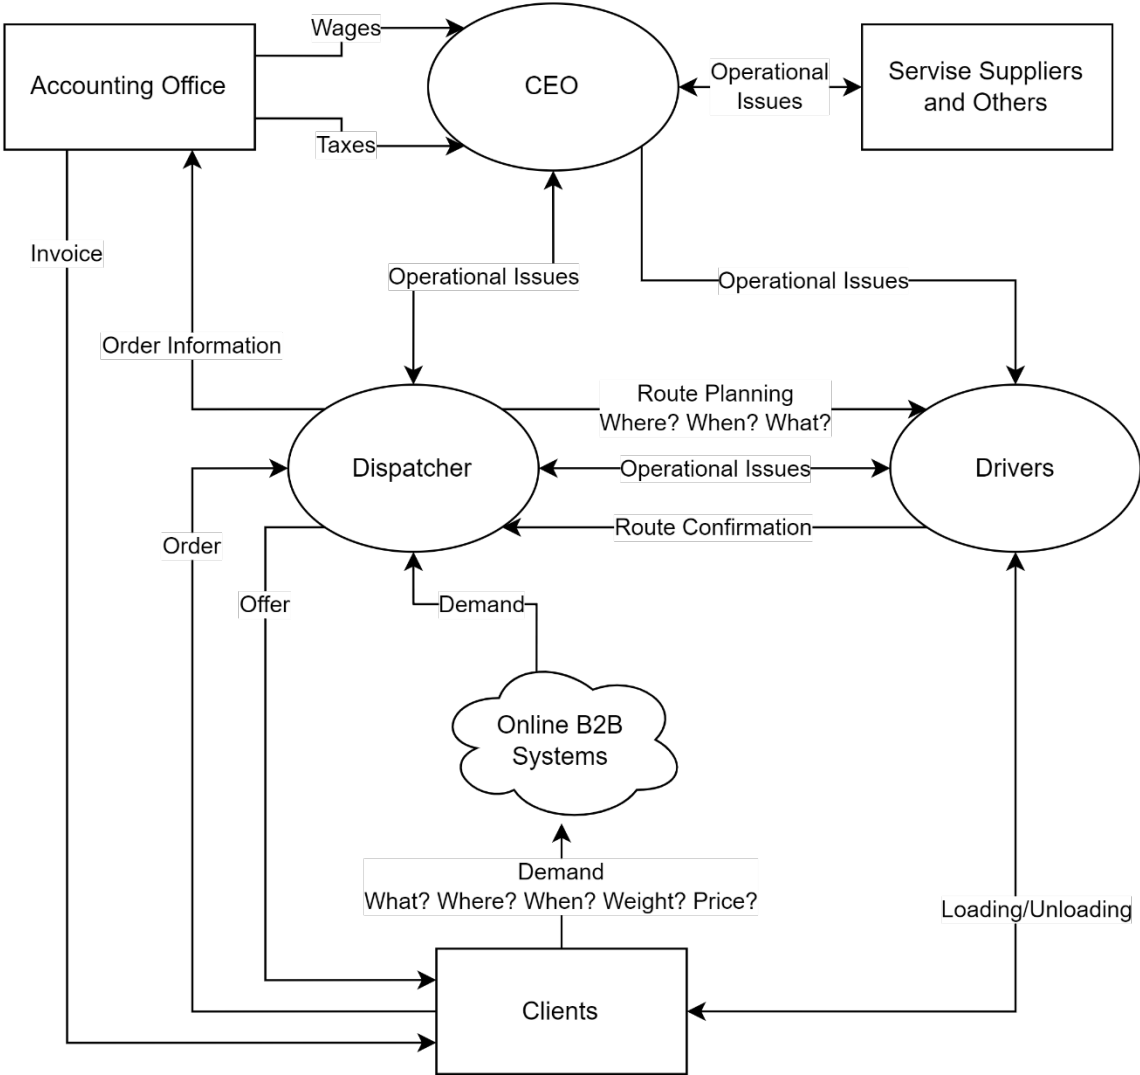 Wages
Accounting Office
CEO
Operational
Issues
Servise Suppliers
and Others
Taxes
Invoice
Operational Issues
Operational Issues
Order Information
Route Planning
Where? When? What?
Dispatcher
Operational Issues
Drivers
Route Confirmation
Order
Offer
Demand
Online B2B
Systems
Demand
What? Where? When? Weight? Price?
Loading/Unloading
Clients